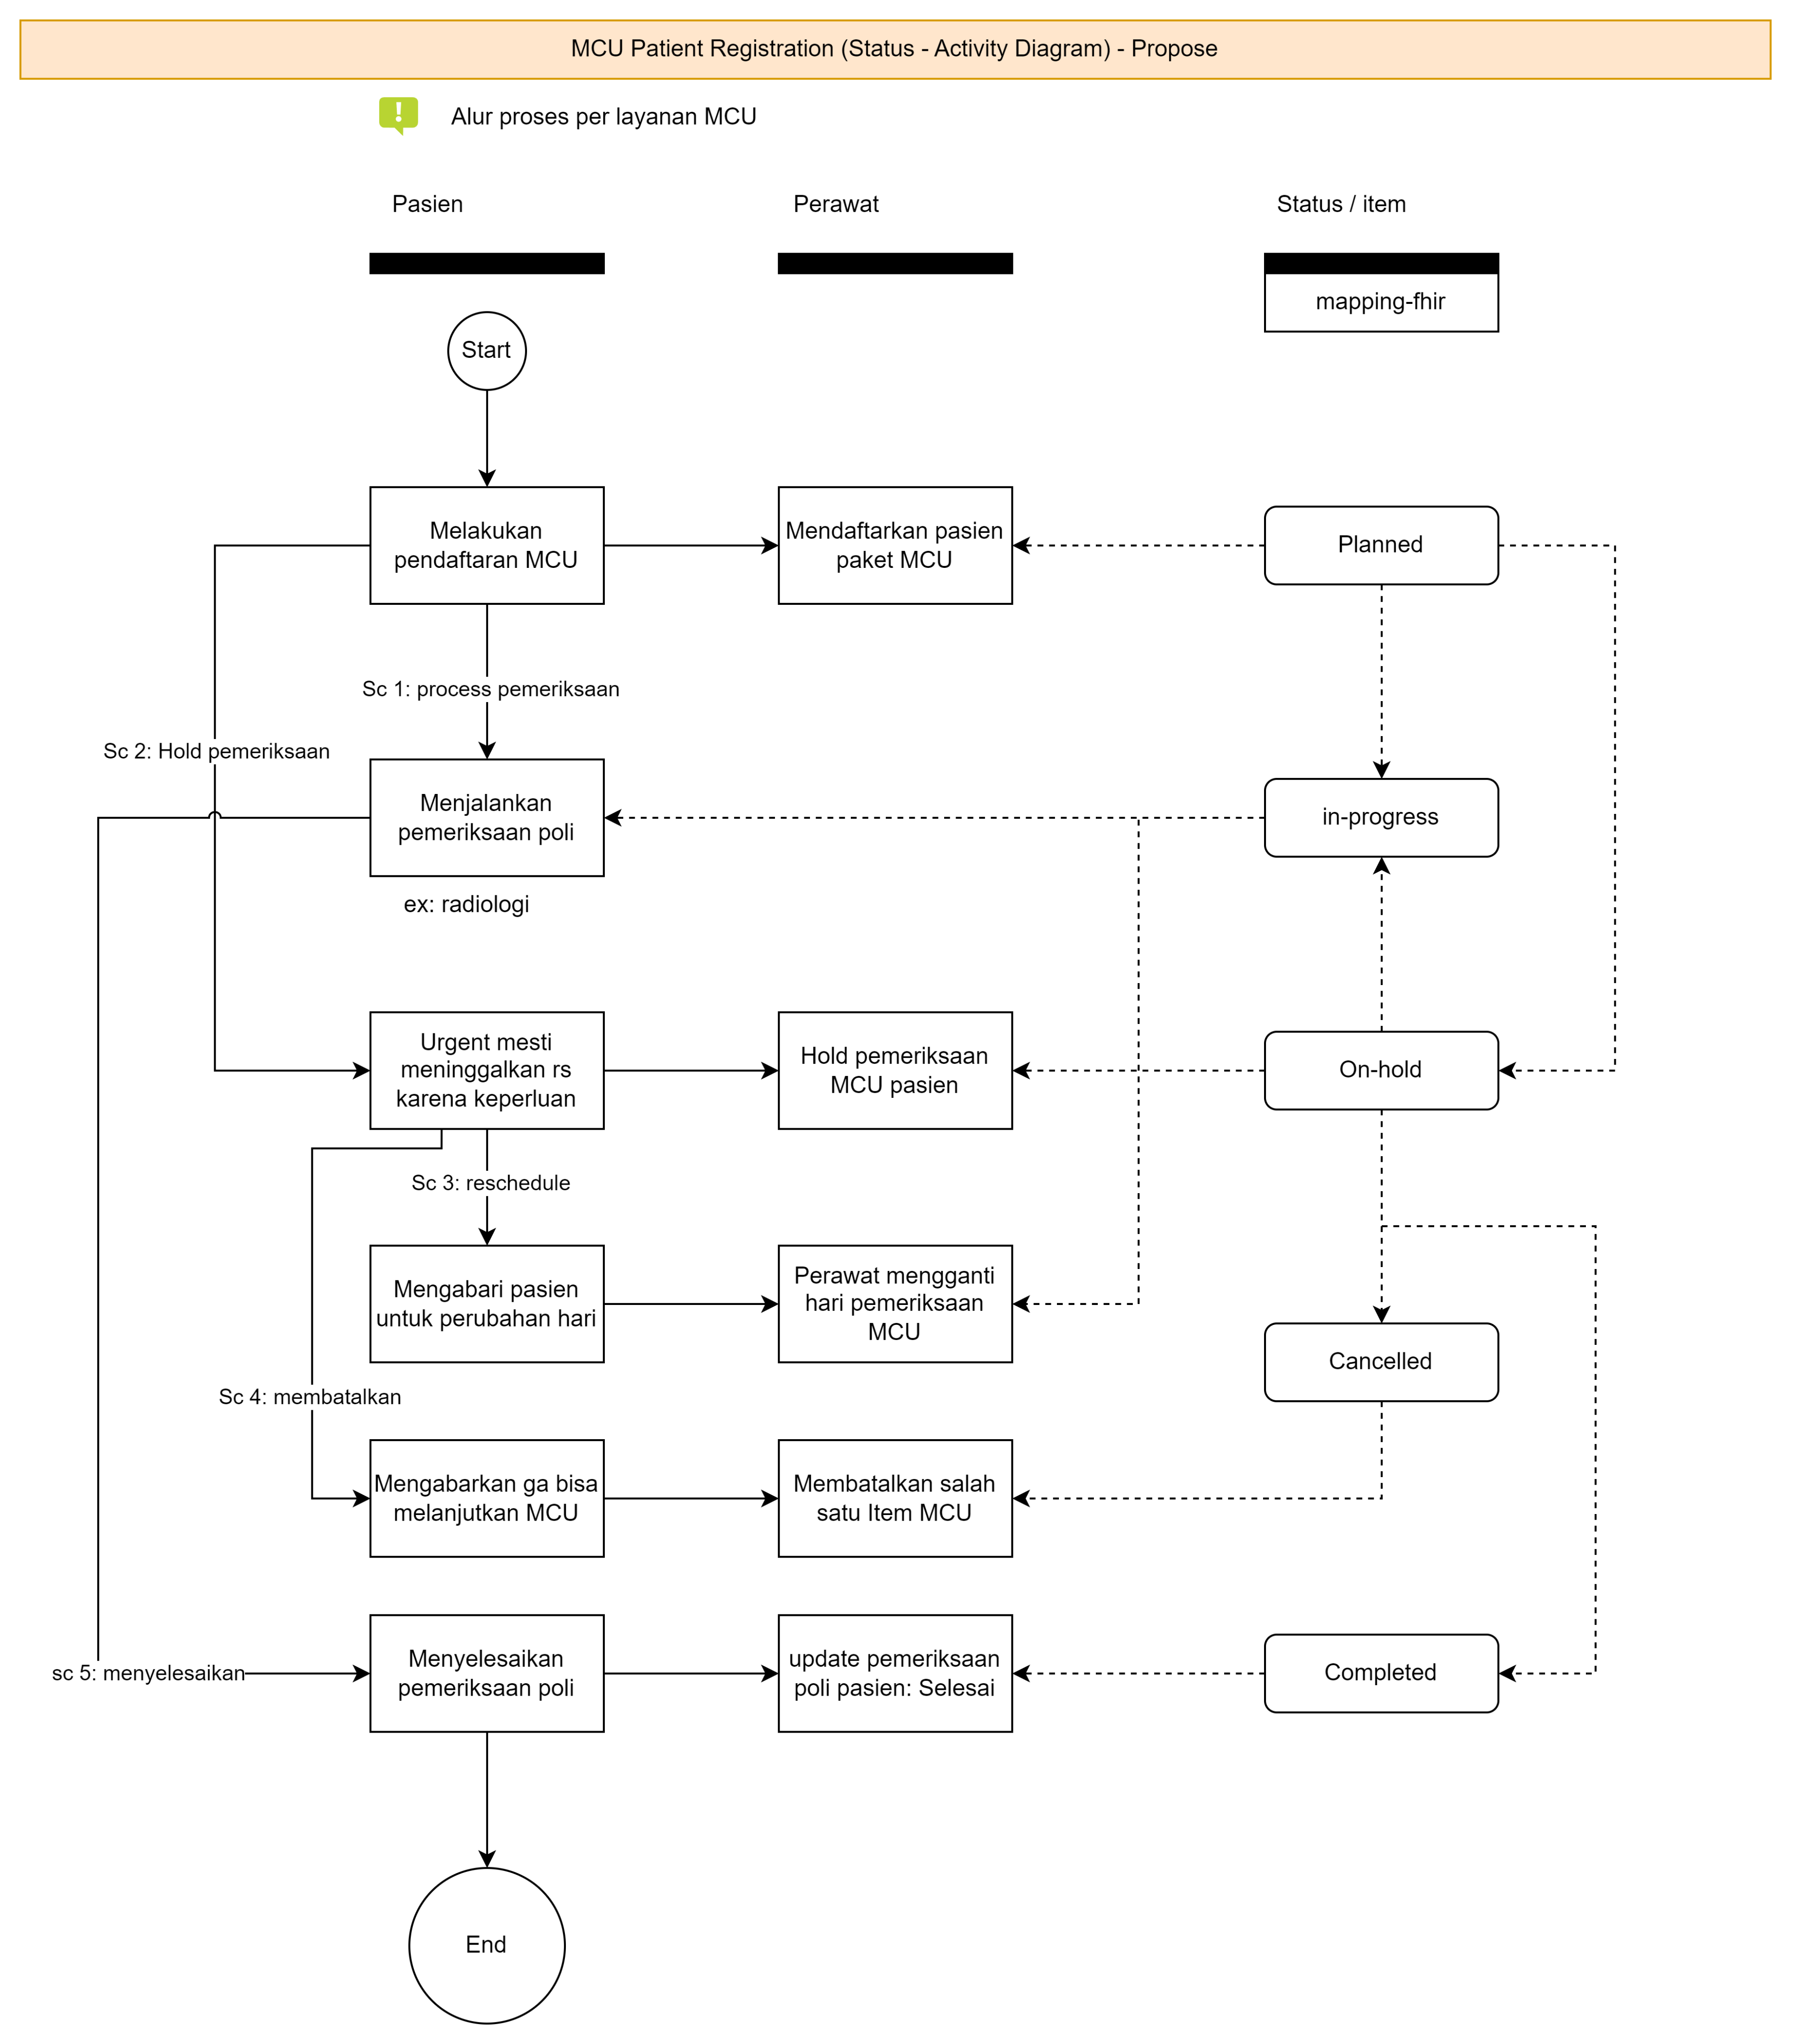 MCU Patient Registration (Status - Activity Diagram) - Propose
Alur proses per layanan MCU
Pasien
Perawat
Status / item
mapping-fhir
Start
Melakukan
pendaftaran MCU
Mendaftarkan pasien
paket MCU
Planned
Sc 1: process pemeriksaan
Sc 2: Hold pemeriksaan
Menjalankan
pemeriksaan poli
in-progress
ex: radiologi
Urgent mesti
meninggalkan rs
karena keperluan
Hold pemeriksaan
MCU pasien
On-hold
Sc 3: reschedule
Mengabari pasien
untuk perubahan hari
Perawat mengganti
hari pemeriksaan
MCU
Cancelled
Sc 4: membatalkan
Mengabarkan ga bisa
melanjutkan MCU
Membatalkan salah
satu Item MCU
sc 5: menyelesaikan
Menyelesaikan
pemeriksaan poli
update pemeriksaan
poli pasien: Selesai
Completed
End